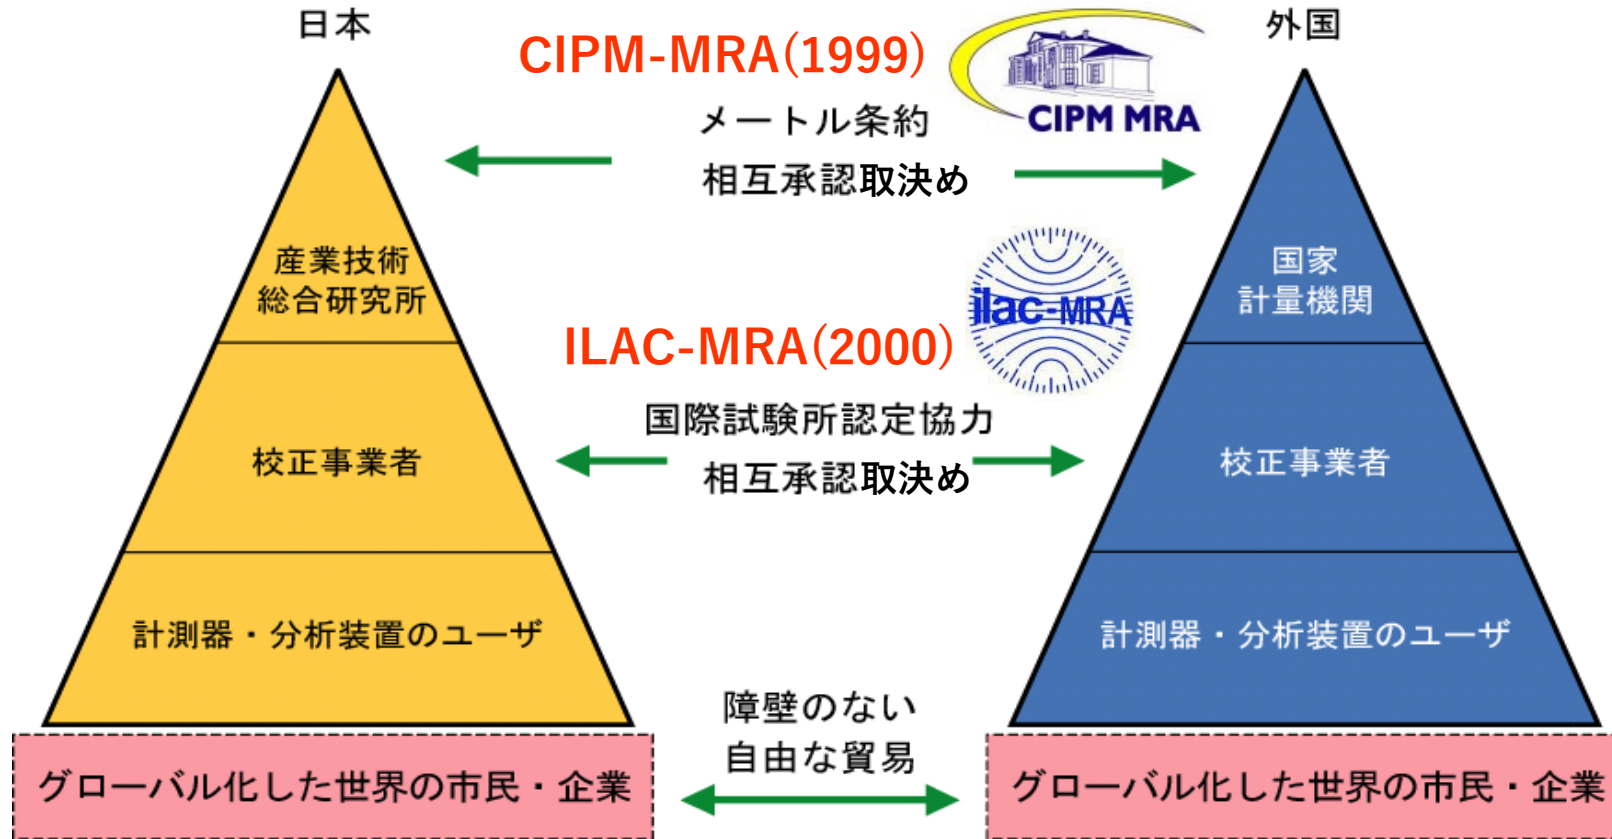 日本
外国
CIPM-MRA(1999)
CIPM MRA
メートル条約
相互承認取決め
産業技術
総合研究所
国家
計量機関
ilac-MRA
ILAC-MRA(2000)
国際試験所認定協力
相互承認取決め
校正事業者
校正事業者
計測器・分析装置のユーザ
計測器・分析装置のユーザ
障壁のない
自由な貿易
グローバル化した世界の市民・企業
グローバル化した世界の市民・企業